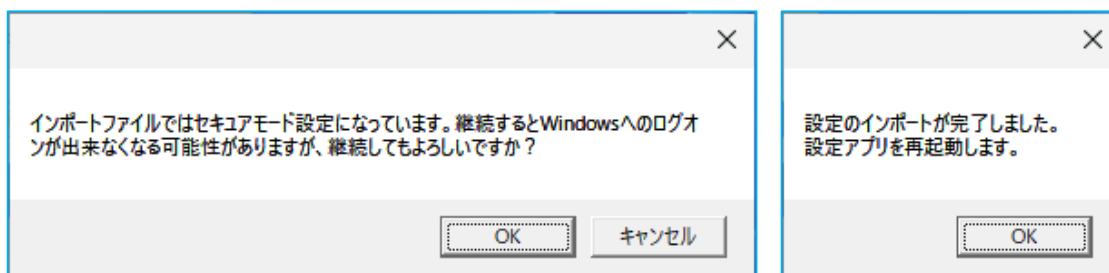 インポートファイルではセキュアモード設定になっています。継続するとWindowsへのログオ
ンが出来なくなる可能性がありますが、継続してもよろしいですか？
OK
キャンセル
設定のインポートが完了しました。
設定アプリを再起動します。
OK